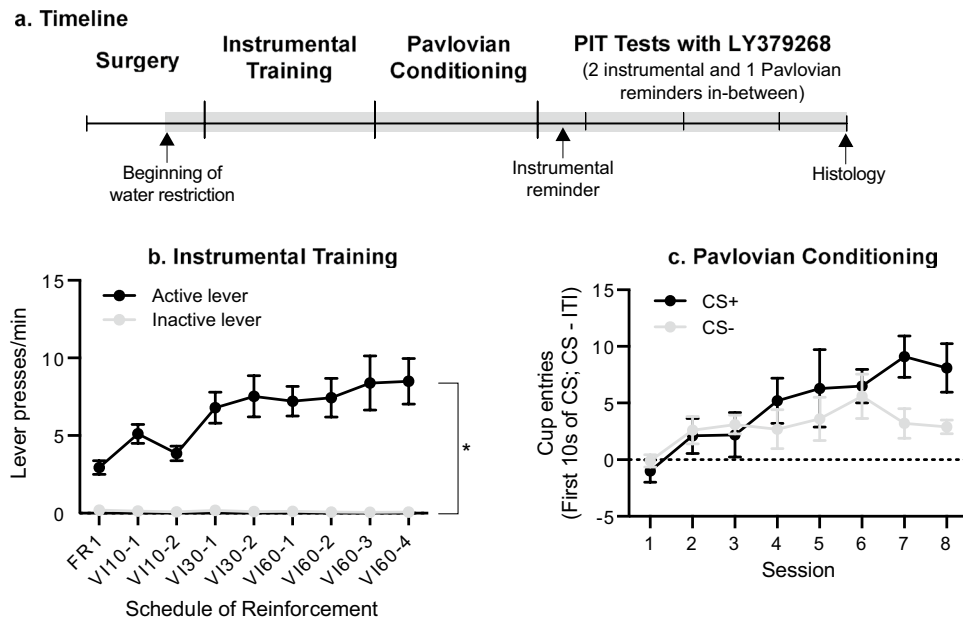 a. Timeline
Surgery
Instrumental
Training
Pavlovian
Conditioning
PIT Tests with LY379268
(2 instrumental and 1 Pavlovian
reminders in-between)
Beginning of
water restriction
Instrumental
reminder
Histology
b. Instrumental Training
Lever presses/min
15
10
5
0
Active lever
Inactive lever
*
FR1
VI10-1
VI10-2
VI30-1
VI30-2
VI60-1
VI60-2
VI60-3
VI60-4
Schedule of Reinforcement
c. Pavlovian Conditioning
Cup entries
(First 10s of CS; CS - ITI)
15
10
5
0
-5
CS+
CS-
1 2 3 4 5 6 7 8
Session